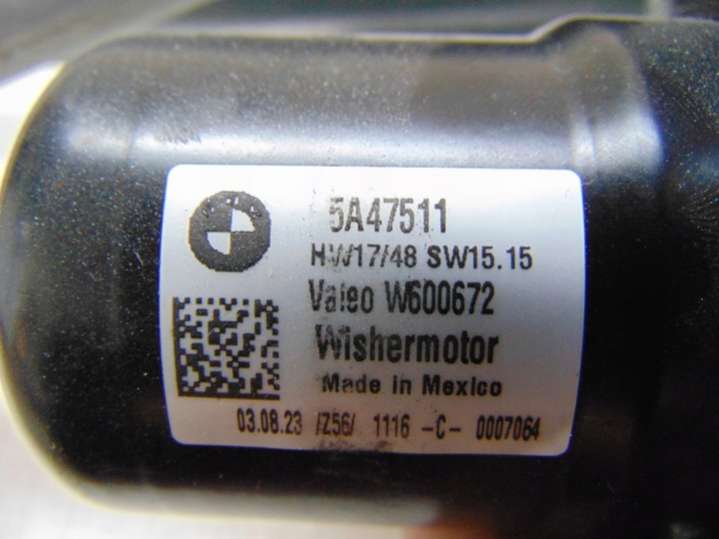 5A47511
HW17/48 SW15.15
Valeo W600672
Wishermotor
Made in Mexico
03.08.23 /Z56/ 1116 -C- 0007064